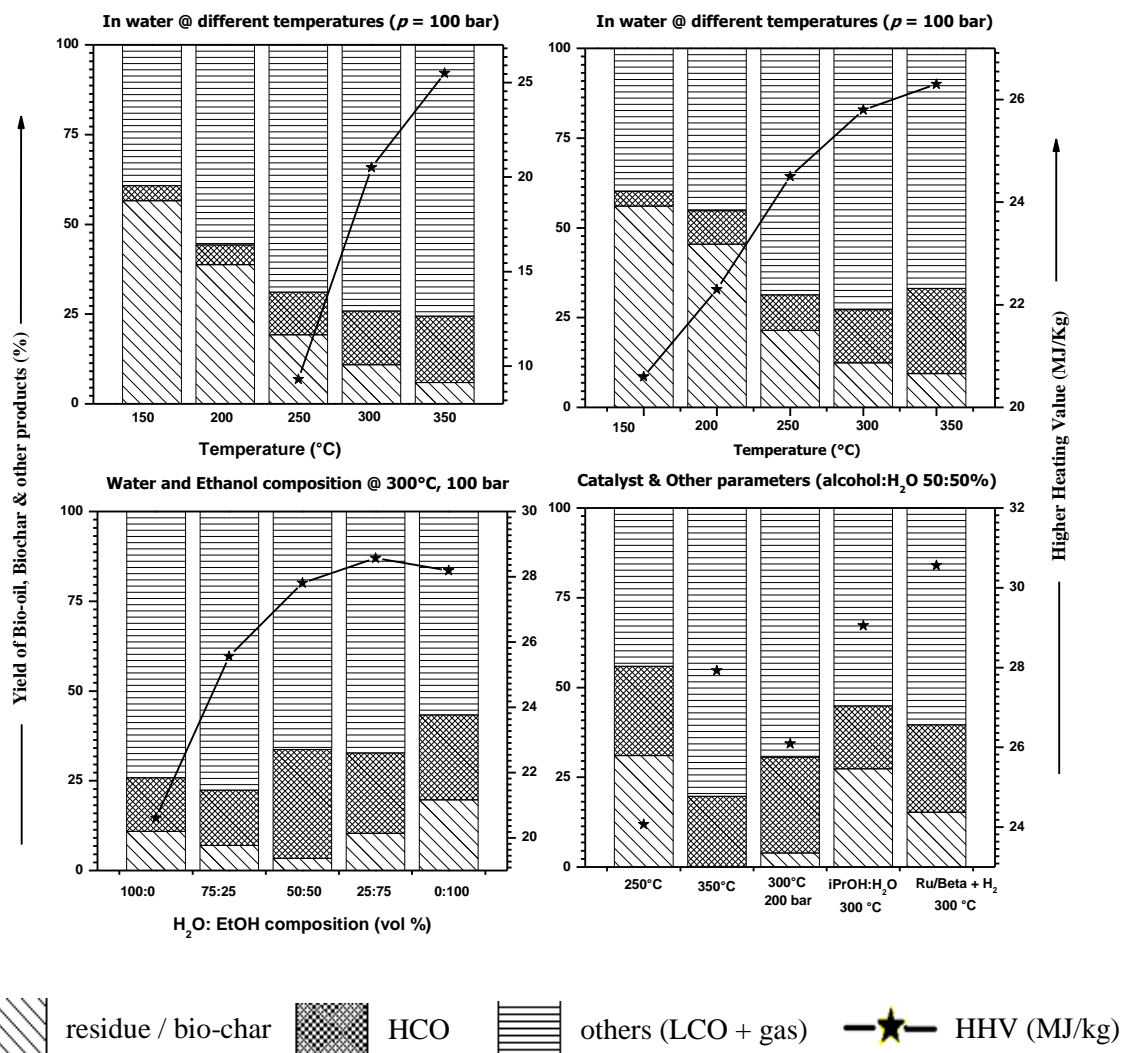 In water @ different temperatures (p = 100 bar)
100
75
50
25
0
25
20
15
10
150 200 250 300 350
Temperature (°C)
In water @ different temperatures (p = 100 bar)
100
75
50
25
0
26
24
22
20
150 200 250 300 350
Temperature (°C)
Yield of Bio-oil, Biochar & other products (%)
Higher Heating Value (MJ/Kg)
Water and Ethanol composition @ 300°C, 100 bar
100
75
50
25
0
30
28
26
24
22
20
100:0 75:25 50:50 25:75 0:100
H₂O: EtOH composition (vol %)
Catalyst & Other parameters (alcohol:H₂O 50:50%)
100
75
50
25
0
32
30
28
26
24
250°C 350°C 300°C iPrOH:H₂O Ru/Beta + H₂
200 bar 300 °C 300 °C
residue / bio-char HCO others (LCO + gas) HHV (MJ/kg)